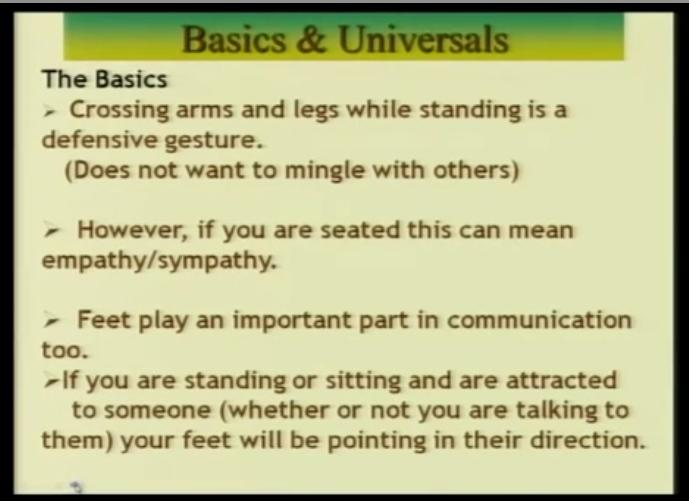 Basics & Universals
The Basics
➢ Crossing arms and legs while standing is a
defensive gesture.
(Does not want to mingle with others)
➢ However, if you are seated this can mean
empathy/sympathy.
➢ Feet play an important part in communication
too.
➢If you are standing or sitting and are attracted
to someone (whether or not you are talking to
them) your feet will be pointing in their direction.